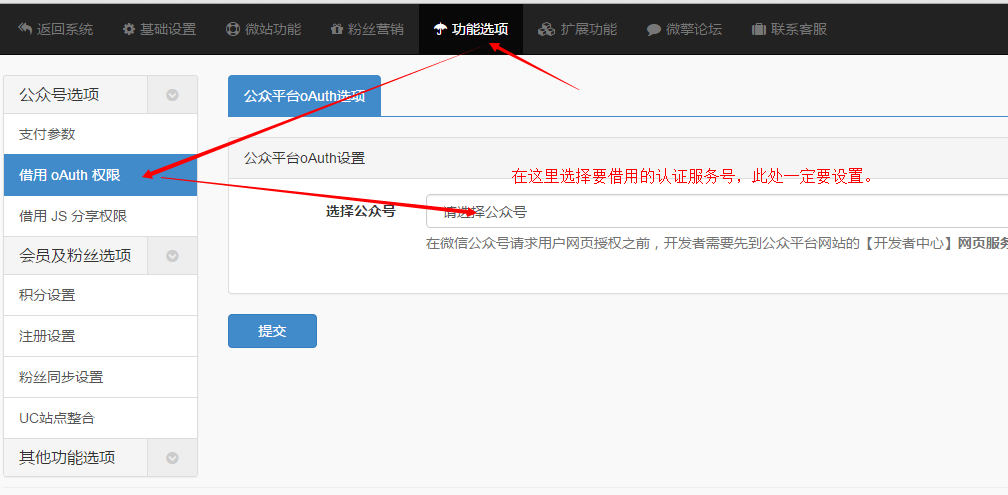 返回系统 基础设置 微站功能 粉丝营销 功能选项 扩展功能 微擎论坛 联系客服
公众号选项
支付参数
借用 oAuth 权限
借用 JS 分享权限
会员及粉丝选项
积分设置
注册设置
粉丝同步设置
UC站点整合
其他功能选项
公众平台oAuth选项
公众平台oAuth设置
在这里选择要借用的认证服务号，此处一定要设置。
选择公众号 请选择公众号
在微信公众号请求用户网页授权之前，开发者需要先到公众平台网站的【开发者中心】网页服务
提交